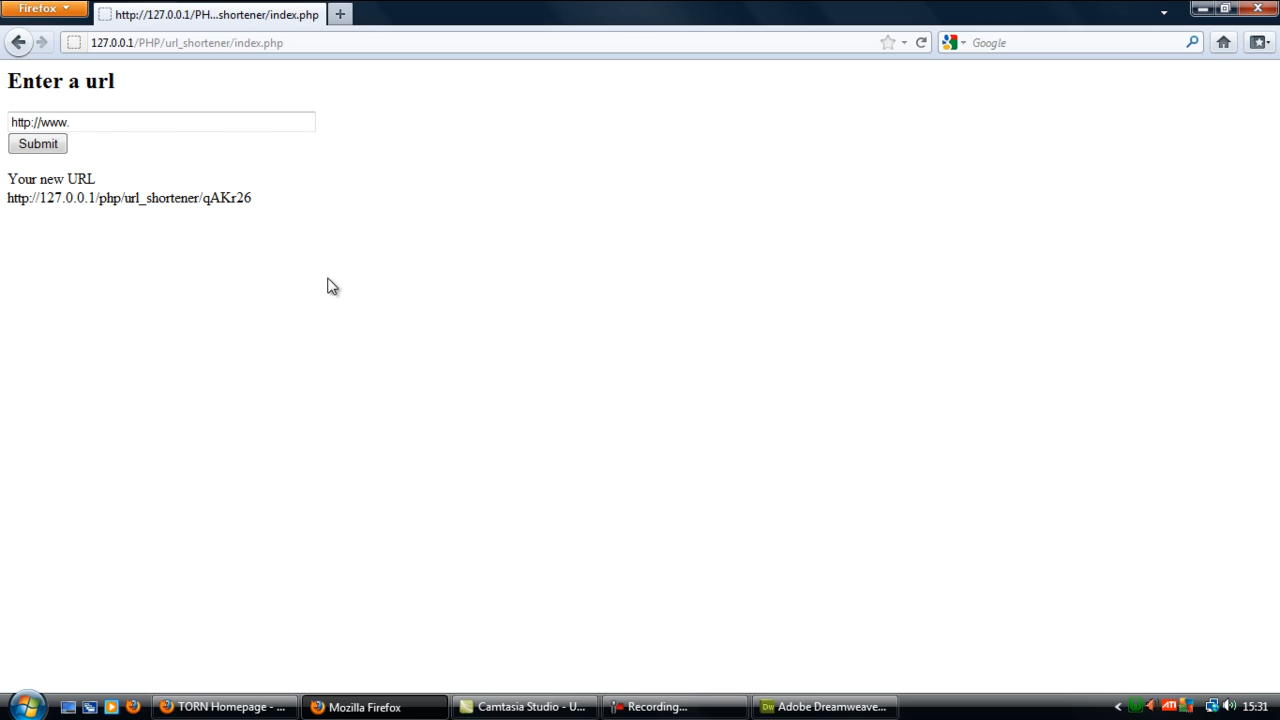 Firefox
http://127.0.0.1/PH...shortener/index.php
127.0.0.1/PHP/url_shortener/index.php
Google
Enter a url
http://www.
Submit
Your new URL
http://127.0.0.1/php/url_shortener/qAKr26
TORN Homepage - ...
Mozilla Firefox
Camtasia Studio - U...
Recording...
Dw
Adobe Dreamweave...
ATI
15:31